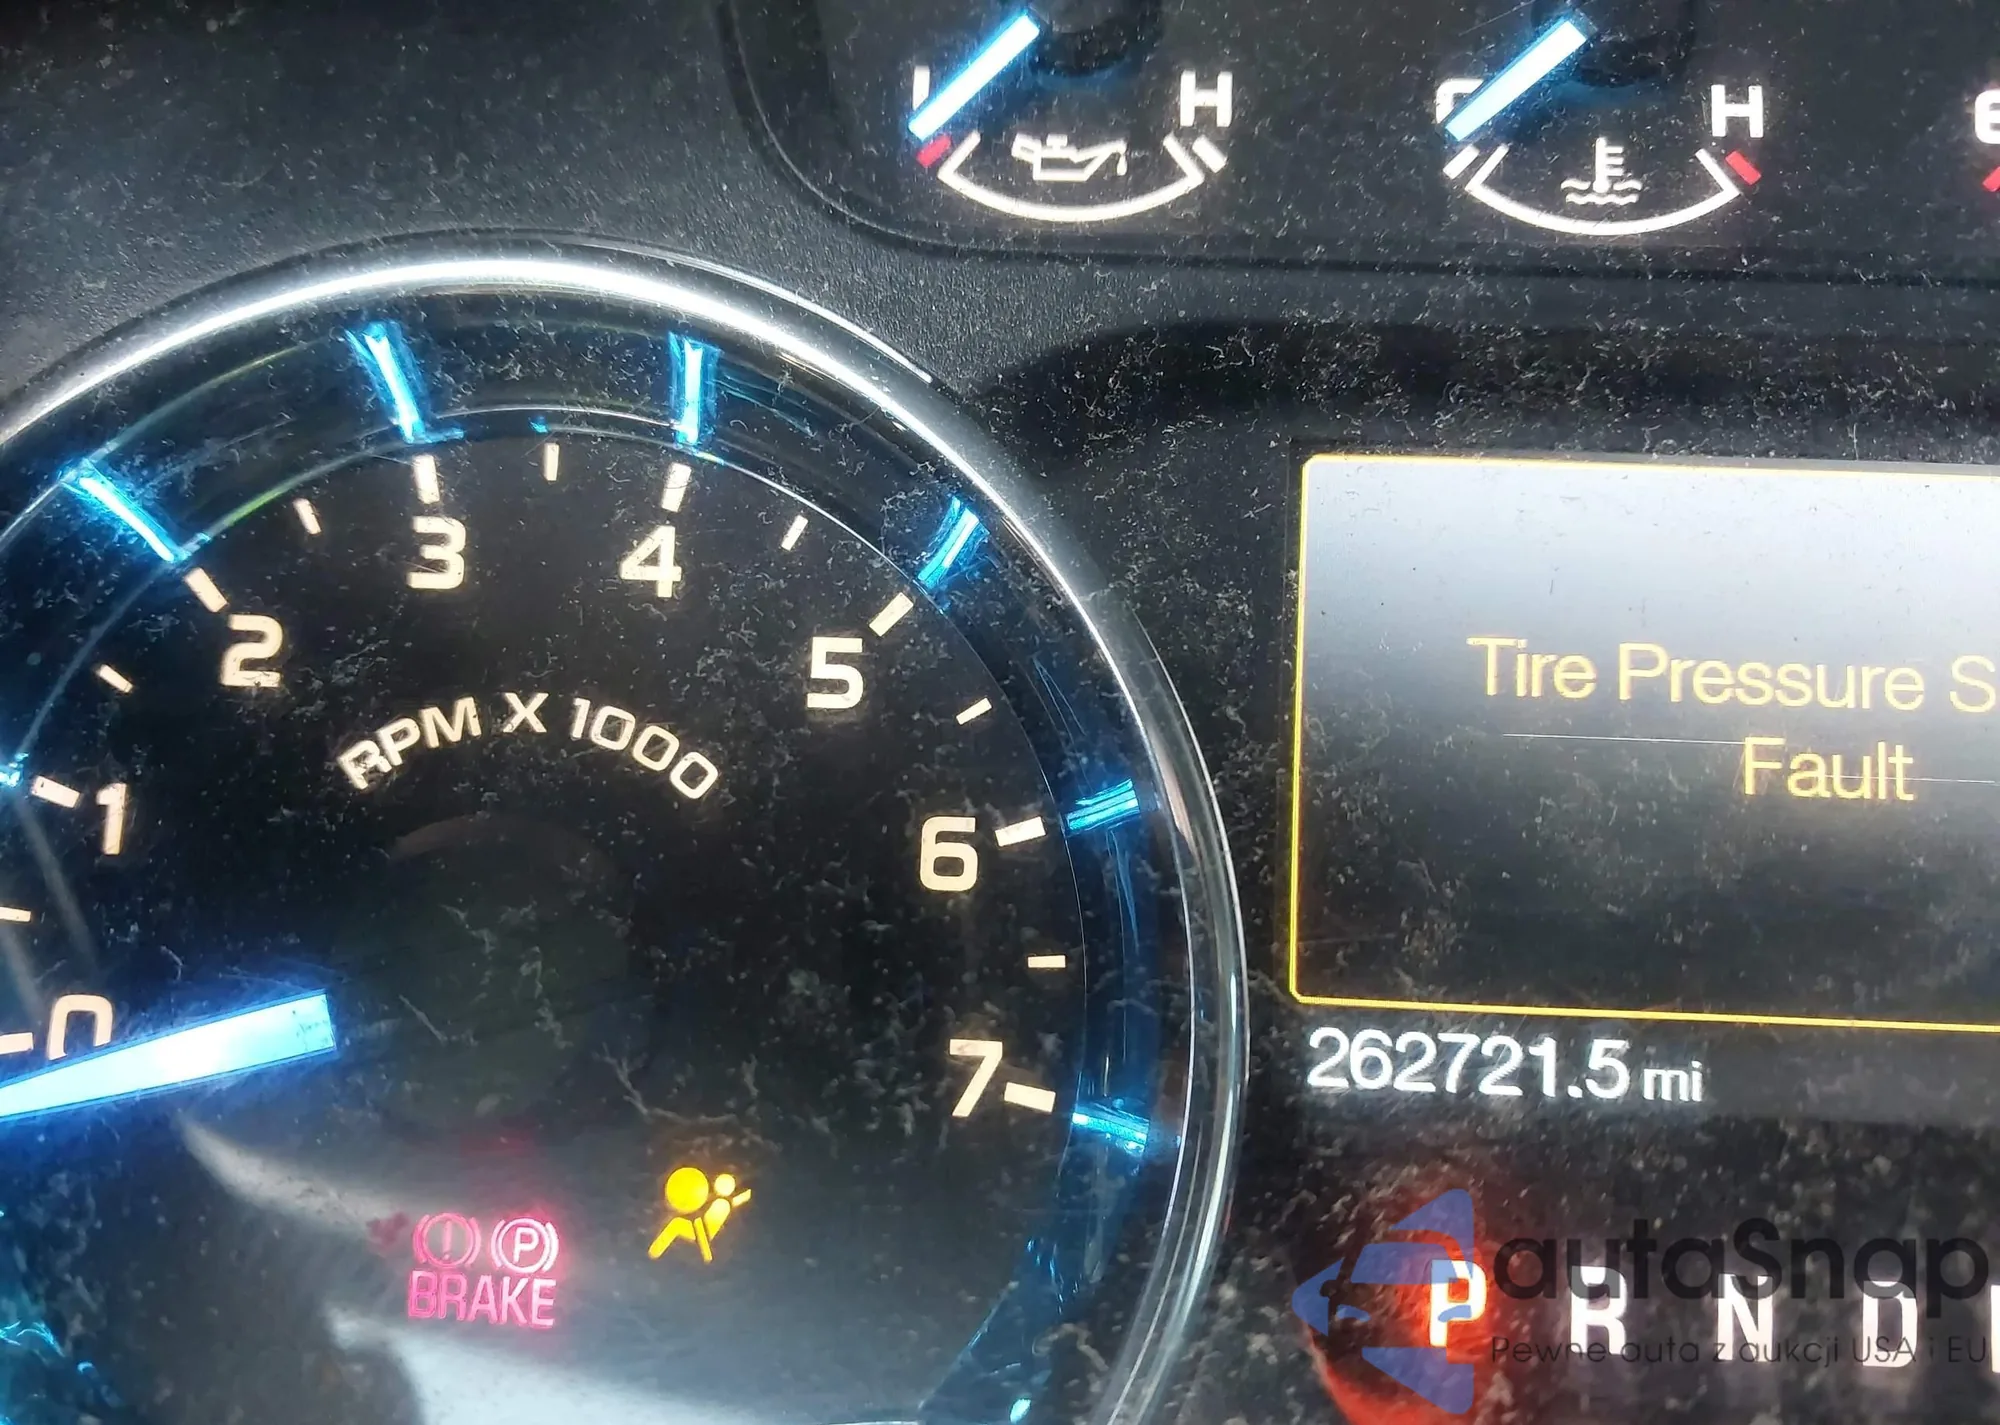 H
H
3
4
2
5
RPM X 1000
1
6
0
7
Tire Pressure
Fault
262721.5 mi
P
BRAKE
P R N D
autaSnap
Pewne auta z aukcji USA i EU